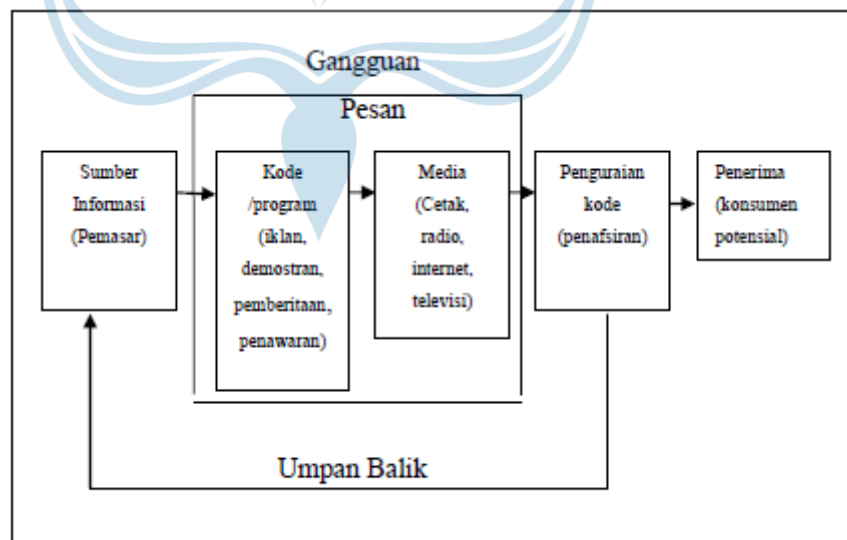 Gangguan
Pesan
Sumber
Informasi
(Pemasar)
Kode
/program
(iklan,
demostran,
pemberitaan,
penawaran)
Media
(Cetak,
radio,
internet,
televisi)
Penguraian
kode
(penafsiran)
Penerima
(konsumen
potensial)
Umpan Balik